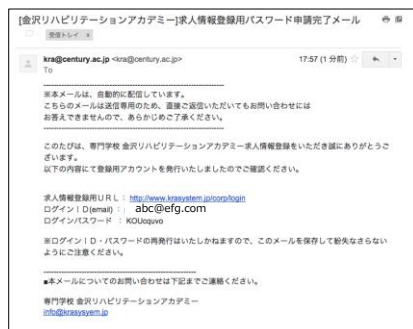 [金沢リハビリテーションアカデミー]求人情報登録用パスワード申請完了メール
受信トレイ x
kra@century.ac.jp <kra@century.ac.jp>
17:57 (1 分前)
To
※本メールは、自動的に配信しています。
こちらのメールは送信専用のため、直接ご返信いただいてもお問い合わせには
お答えできませんので、あらかじめご了承ください。
このたびは、専門学校 金沢リハビリテーションアカデミー求人情報登録をいただき誠にありがとうご
ざいます。
以下の内容にて登録用アカウントを発行いたしましたのでご確認ください。
求人情報登録用ＵＲＬ： http://www.krasystem.jp/corp/login
ログインＩＤ(email) ： abc@efg.com
ログインパスワード ： KOUcquvo
※ログインＩＤ・パスワードの再発行はいたしかねますので、このメールを保存して紛失なさらない
ようにご注意ください。
■本メールについてのお問い合わせは下記までご連絡ください。
専門学校 金沢リハビリテーションアカデミー
info@krasysyem.jp